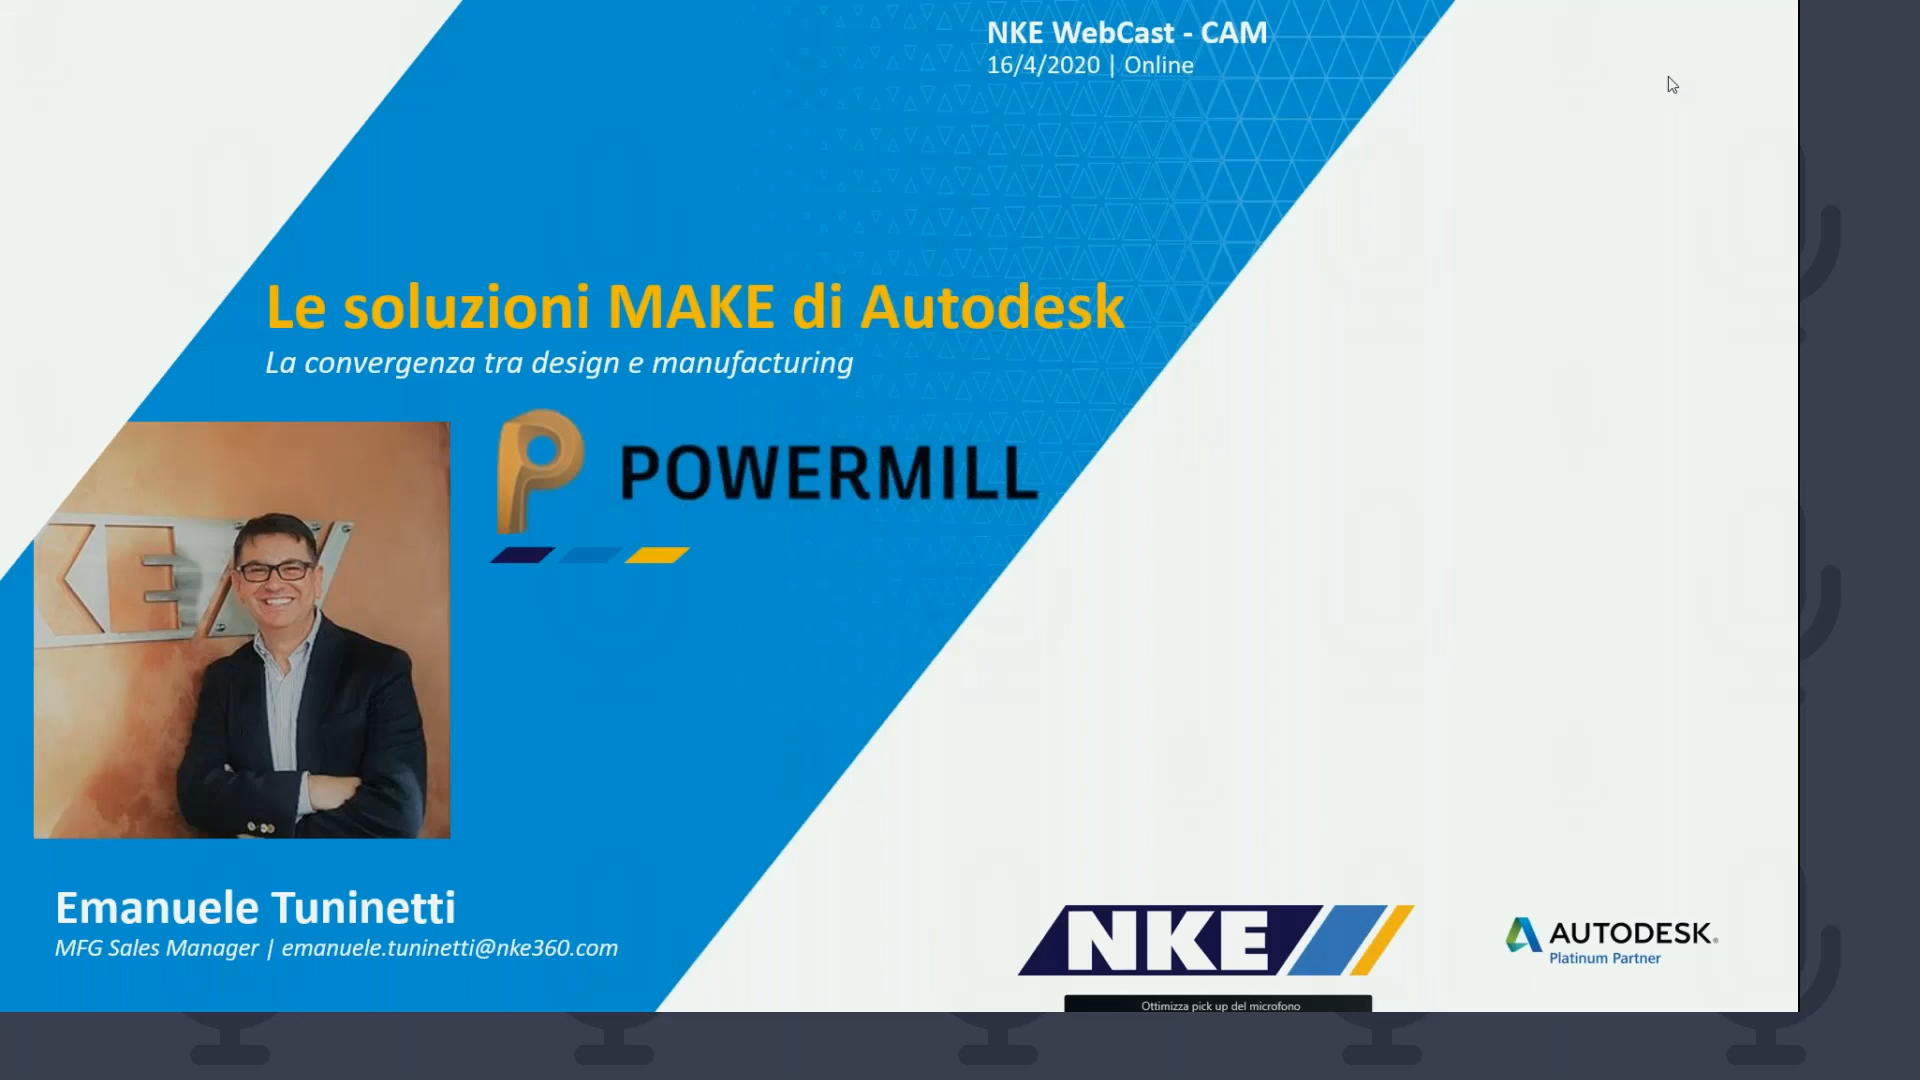 NKE WebCast - CAM
16/4/2020 | Online
Le soluzioni MAKE di Autodesk
La convergenza tra design e manufacturing
POWERMILL
KE
Emanuele Tuninetti
MFG Sales Manager | emanuele.tuninetti@nke360.com
NKE
AUTODESK®
Platinum Partner
Ottimizza pick up del microfono